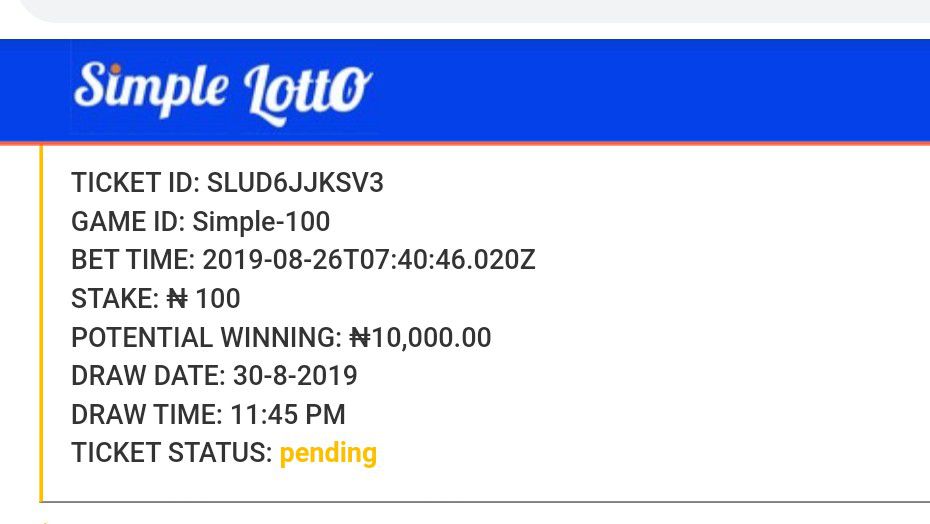 Simple Lotto
TICKET ID: SLUD6JJKSV3
GAME ID: Simple-100
BET TIME: 2019-08-26T07:40:46.020Z
STAKE: ₦ 100
POTENTIAL WINNING: ₦10,000.00
DRAW DATE: 30-8-2019
DRAW TIME: 11:45 PM
TICKET STATUS: pending